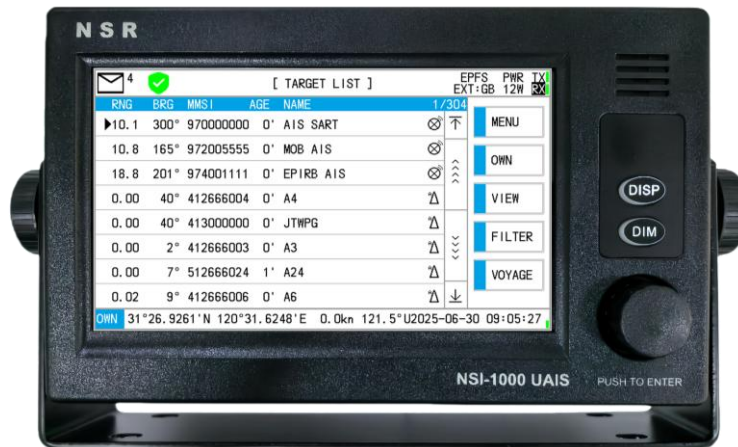 NSR
4 [ TARGET LIST ] EPFS PWR TX
EXT:GB 12W RX
RNG BRG MMSI AGE NAME 1/304
10.1 300° 970000000 0' AIS SART
10.8 165° 972005555 0' MOB AIS
18.8 201° 974001111 0' EPIRB AIS
0.00 40° 412666004 0' A4
0.00 40° 413000000 0' JTWPG
0.00 2° 412666003 0' A3
0.00 7° 512666024 1' A24
0.02 9° 412666006 0' A6
MENU
OWN
VIEW
FILTER
VOYAGE
OWN 31°26.9261'N 120°31.6248'E 0.0kn 121.5°U2025-06-30 09:05:27
DISP
DIM
NSI-1000 UAIS
PUSH TO ENTER